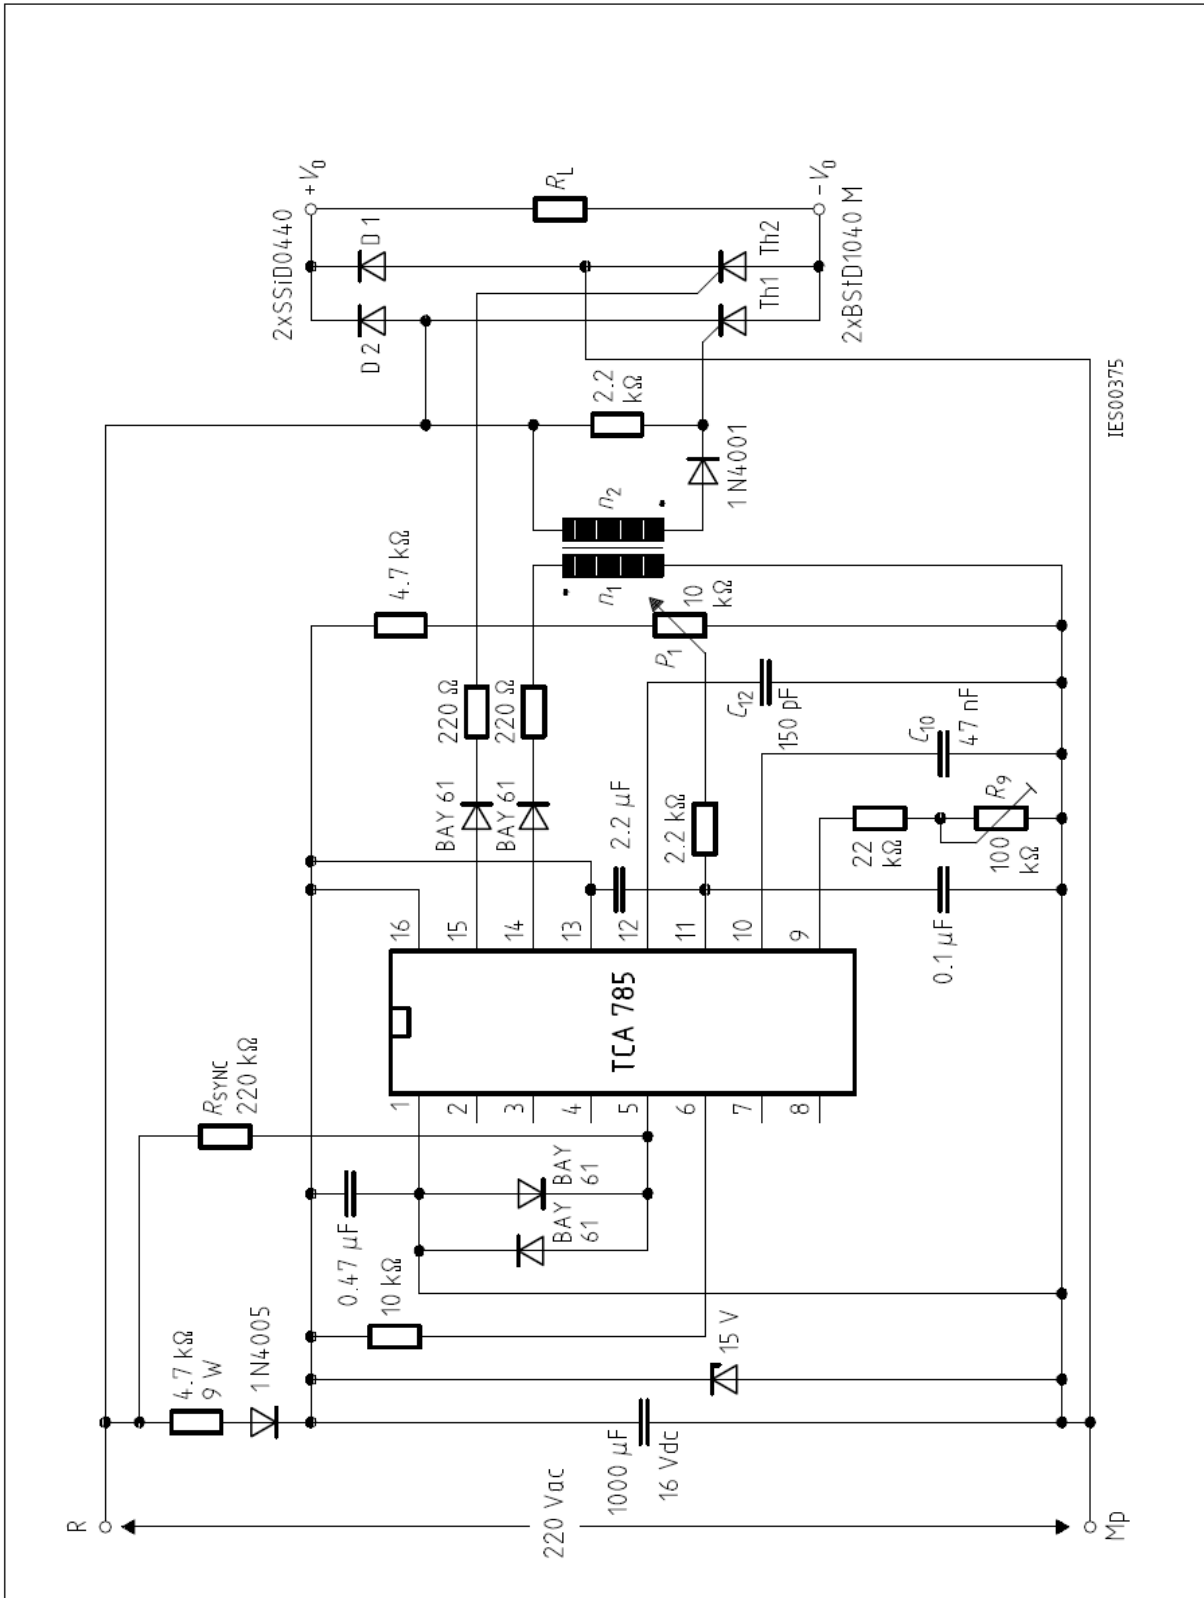 R
220 Vac
Mp
4.7 kΩ
9 W
1N4005
1000 µF
16 Vdc
15 V
10 kΩ
0.47 µF
BAY
61
BAY
61
RSYNC
220 kΩ
1
2
3
4
5
6
7
8
TCA 785
16
15
14
13
12
11
10
9
BAY 61
BAY 61
220 Ω
220 Ω
2.2 µF
2.2 kΩ
0.1 µF
22
kΩ
100
kΩ
R9
C10
47 nF
C12
150 pF
P1
10
kΩ
4.7 kΩ
n1
n2
1N4001
2.2
kΩ
D2
D1
2xSSiD0440
Th1
Th2
2xBStD1040 M
+V0
RL
−V0
IES00375